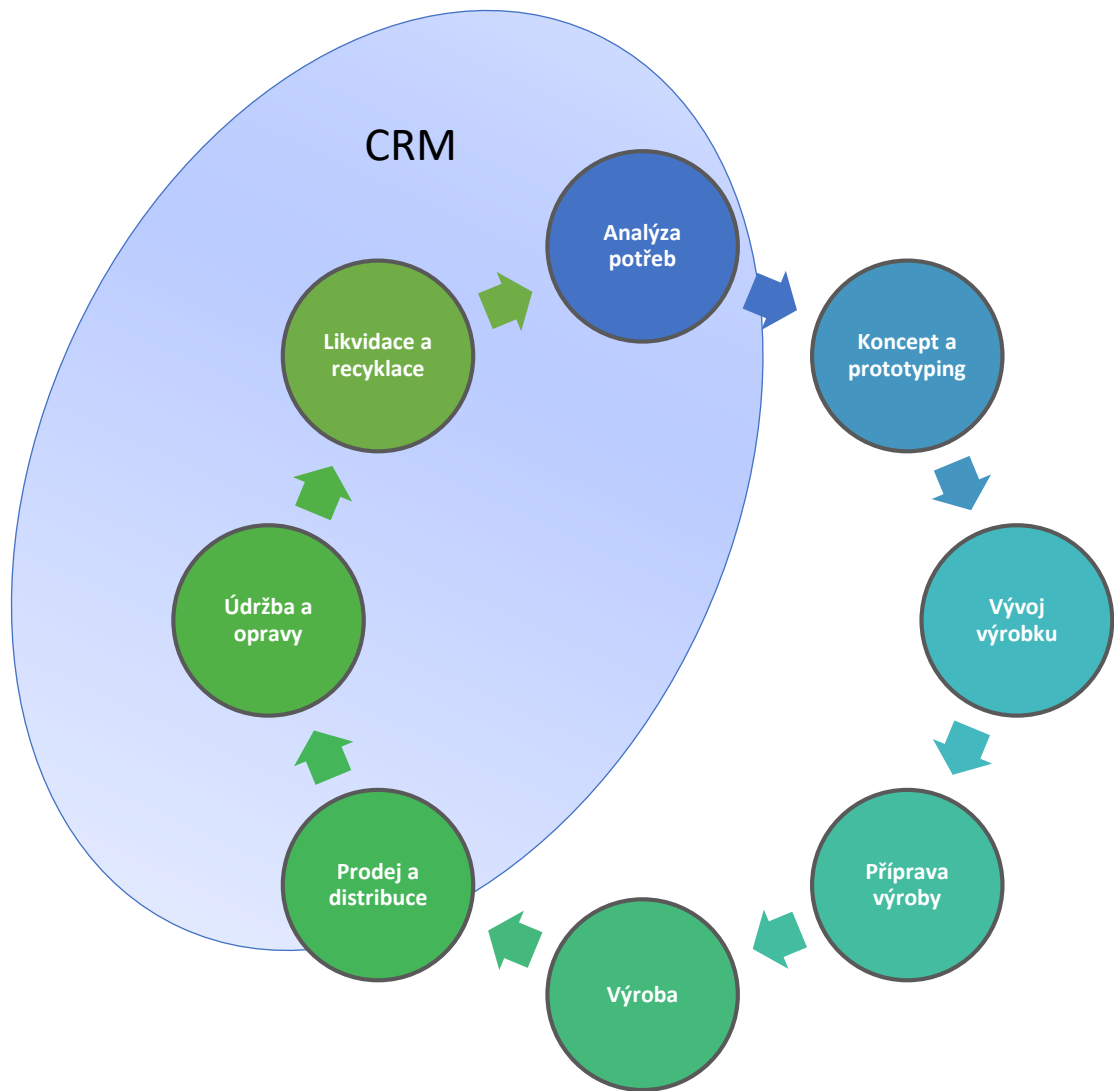 CRM
Analýza
potřeb
Koncept a
prototyping
Vývoj
výrobku
Příprava
výroby
Výroba
Prodej a
distribuce
Údržba a
opravy
Likvidace a
recyklace